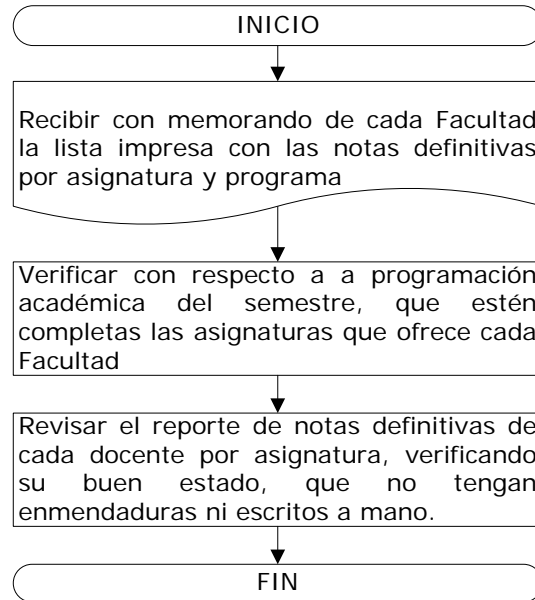 INICIO
Recibir con memorando de cada Facultad
la lista impresa con las notas definitivas
por asignatura y programa
Verificar con respecto a a programación
académica del semestre, que estén
completas las asignaturas que ofrece cada
Facultad
Revisar el reporte de notas definitivas de
cada docente por asignatura, verificando
su buen estado, que no tengan
enmendaduras ni escritos a mano.
FIN